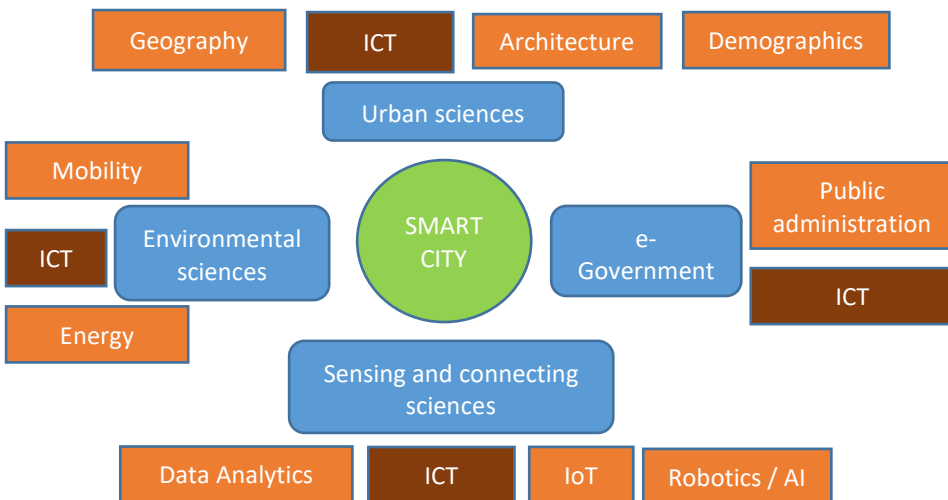 Geography
ICT
Architecture
Demographics
Urban sciences
Mobility
ICT
Energy
Environmental
sciences
SMART
CITY
e-
Government
Public
administration
ICT
Sensing and connecting
sciences
Data Analytics
ICT
IoT
Robotics / AI